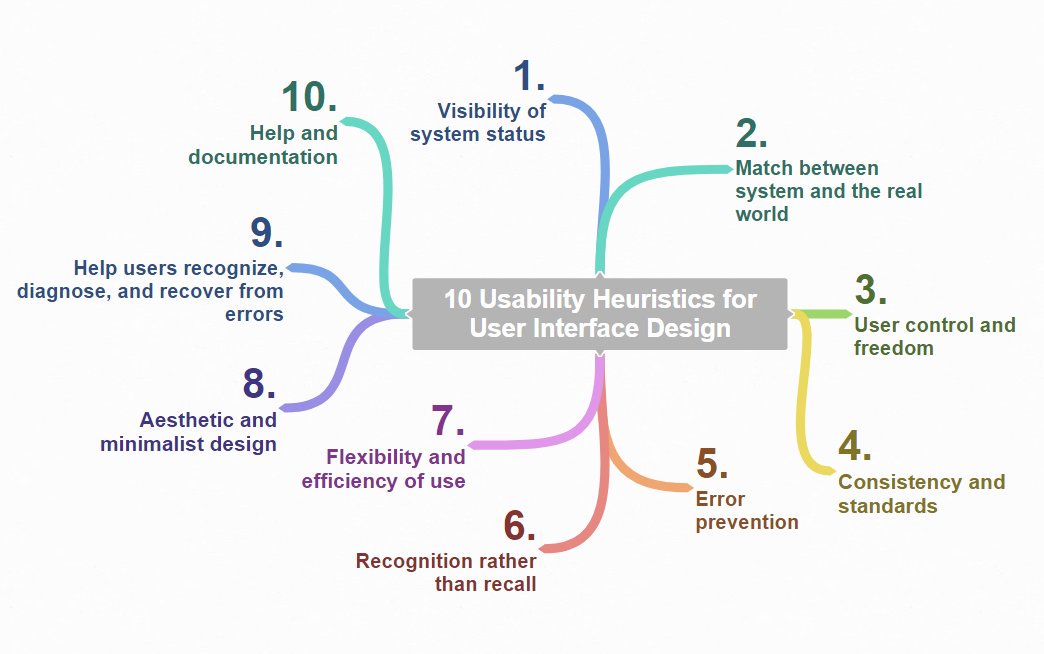 10 Usability Heuristics for
User Interface Design
1.
Visibility of
system status
2.
Match between
system and the real
world
3.
User control and
freedom
4.
Consistency and
standards
5.
Error
prevention
6.
Recognition rather
than recall
7.
Flexibility and
efficiency of use
8.
Aesthetic and
minimalist design
9.
Help users recognize,
diagnose, and recover from
errors
10.
Help and
documentation